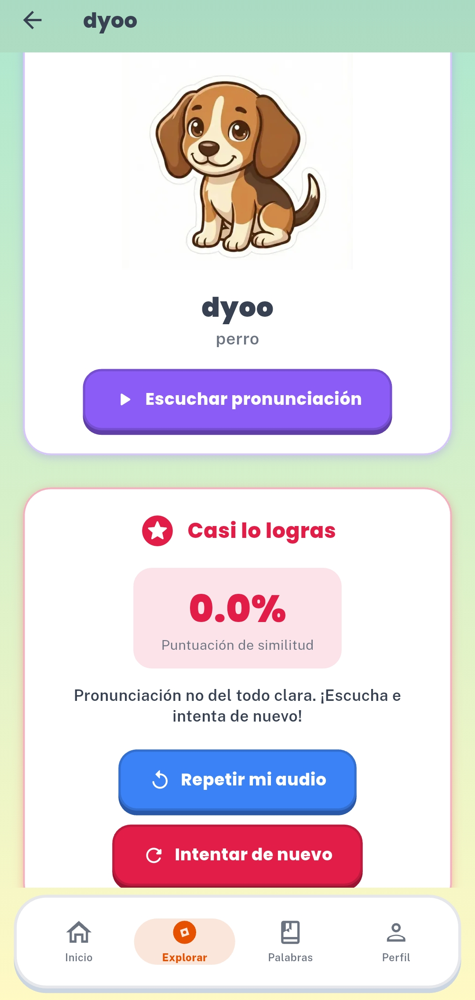 dyoo
dyoo
perro
Escuchar pronunciación
Casi lo logras
0.0%
Puntuación de similitud
Pronunciación no del todo clara. ¡Escucha e
intenta de nuevo!
Repetir mi audio
Intentar de nuevo
Inicio
Explorar
Palabras
Perfil